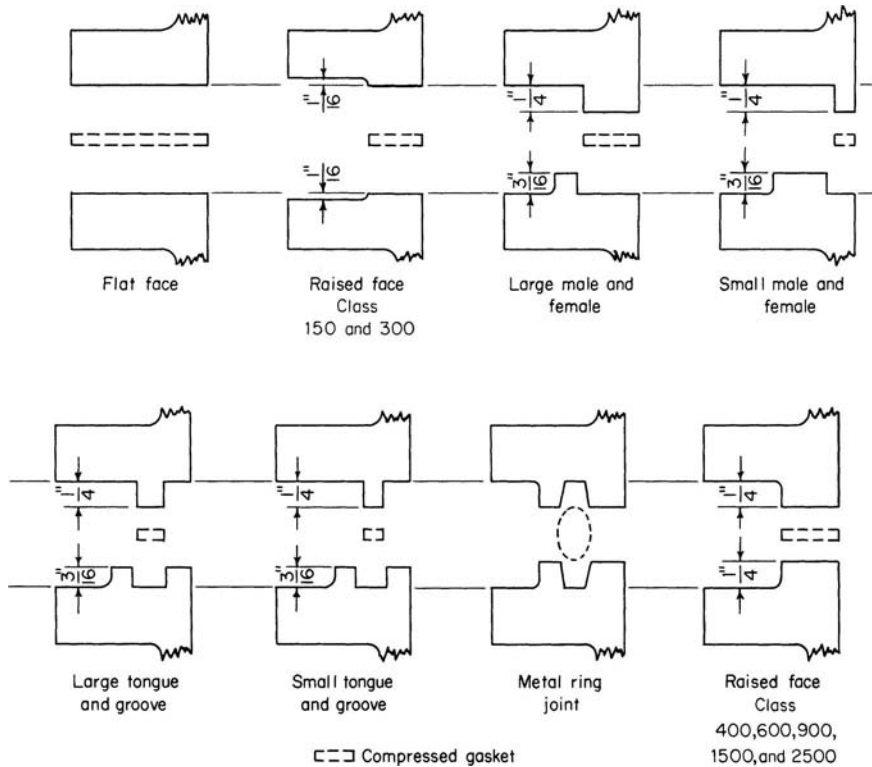 1"/16
1"/4
1"/4
1"/16
3"/16
3"/16
Flat face
Raised face
Class
150 and 300
Large male and
female
Small male and
female
1"/4
1"/4
1"/4
3"/16
3"/16
1"/4
Large tongue
and groove
Small tongue
and groove
Metal ring
joint
Raised face
Class
400,600,900,
1500,and 2500
Compressed gasket